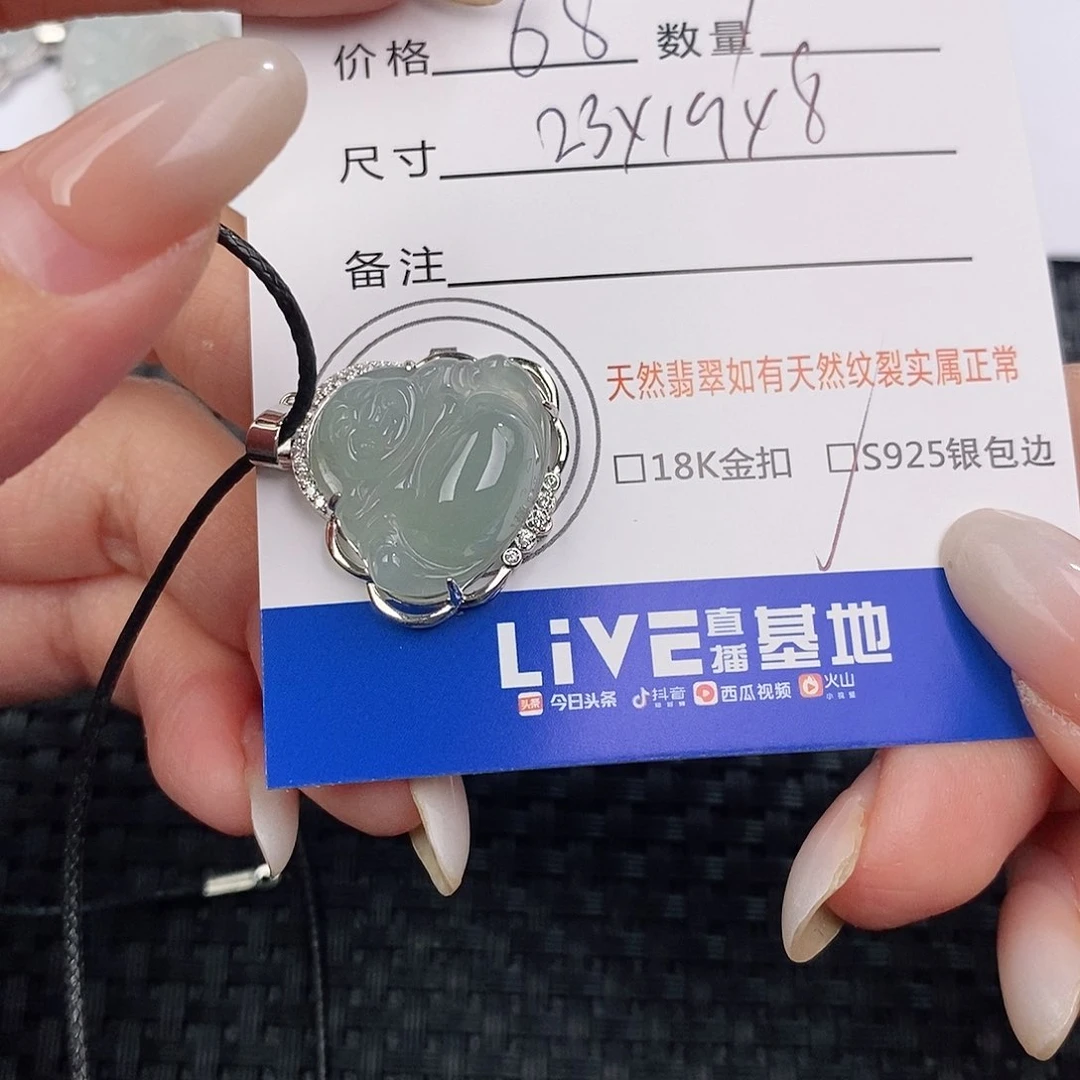 价格 68 数量 1
尺寸 23X19X8
备注
天然翡翠如有天然纹裂实属正常
□18K金扣 □S925银包边
LiVE直播基地
头条 今日头条 抖音 西瓜视频 火山